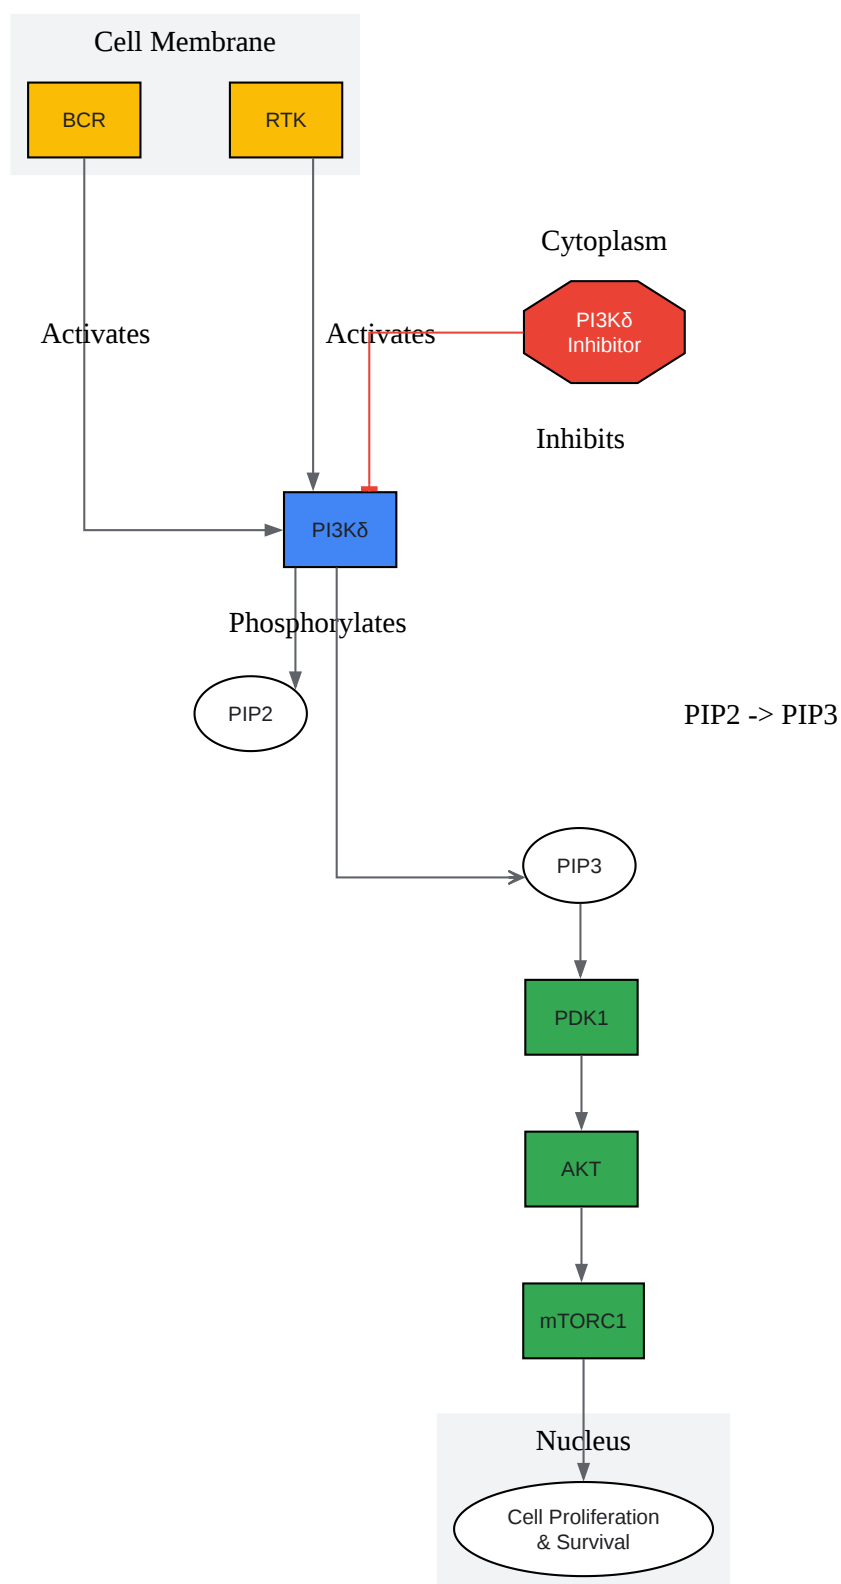 Cell Membrane
BCR
RTK
Cytoplasm
PI3Kδ
Inhibitor
Activates
Activates
Inhibits
PI3Kδ
Phosphorylates
PIP2
PIP2 -> PIP3
PIP3
PDK1
AKT
mTORC1
Nucleus
Cell Proliferation
& Survival